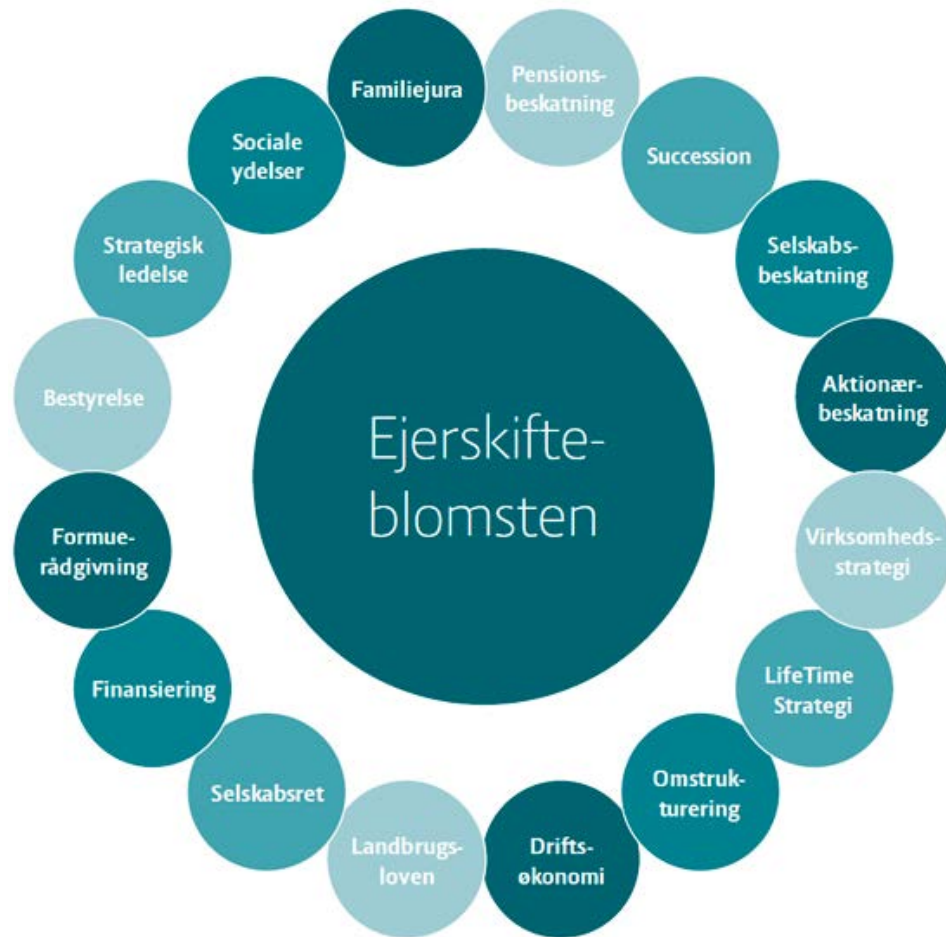 Familiejura
Pensions-
beskatning
Succession
Selskabs-
beskatning
Aktionær-
beskatning
Virksomheds-
strategi
LifeTime
Strategi
Omstruk-
turering
Drifts-
økonomi
Landbrugs-
loven
Selskabsret
Finansiering
Formue-
rådgivning
Bestyrelse
Strategisk
ledelse
Sociale
ydelser
Ejerskifte-
blomsten